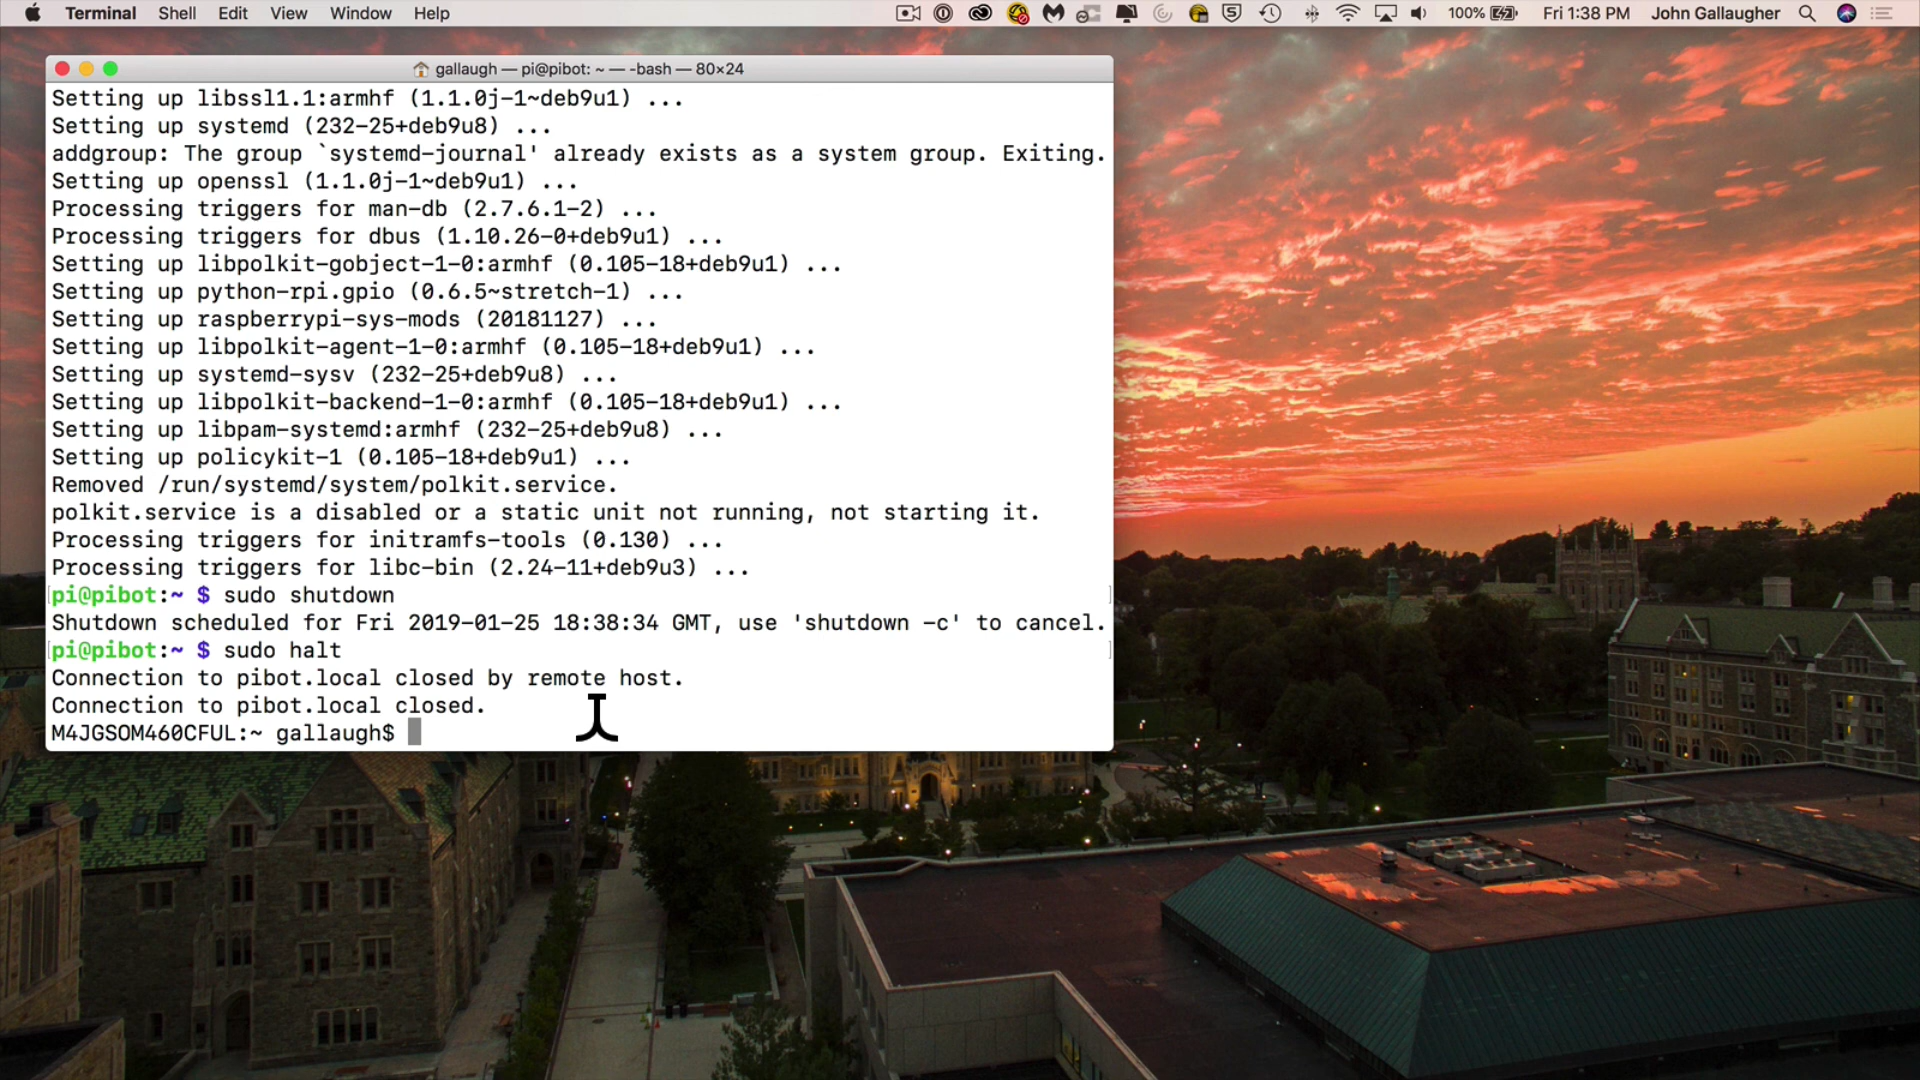 Terminal Shell Edit View Window Help 100% Fri 1:38 PM John Gallaugher
gallaugh — pi@pibot: ~ — -bash — 80×24
Setting up libssl1.1:armhf (1.1.0j-1~deb9u1) ...
Setting up systemd (232-25+deb9u8) ...
addgroup: The group `systemd-journal' already exists as a system group. Exiting.
Setting up openssl (1.1.0j-1~deb9u1) ...
Processing triggers for man-db (2.7.6.1-2) ...
Processing triggers for dbus (1.10.26-0+deb9u1) ...
Setting up libpolkit-gobject-1-0:armhf (0.105-18+deb9u1) ...
Setting up python-rpi.gpio (0.6.5~stretch-1) ...
Setting up raspberrypi-sys-mods (20181127) ...
Setting up libpolkit-agent-1-0:armhf (0.105-18+deb9u1) ...
Setting up systemd-sysv (232-25+deb9u8) ...
Setting up libpolkit-backend-1-0:armhf (0.105-18+deb9u1) ...
Setting up libpam-systemd:armhf (232-25+deb9u8) ...
Setting up policykit-1 (0.105-18+deb9u1) ...
Removed /run/systemd/system/polkit.service.
polkit.service is a disabled or a static unit not running, not starting it.
Processing triggers for initramfs-tools (0.130) ...
Processing triggers for libc-bin (2.24-11+deb9u3) ...
[pi@pibot:~ $ sudo shutdown ]
Shutdown scheduled for Fri 2019-01-25 18:38:34 GMT, use 'shutdown -c' to cancel.
[pi@pibot:~ $ sudo halt ]
Connection to pibot.local closed by remote host.
Connection to pibot.local closed.
M4JGSOM460CFUL:~ gallaugh$